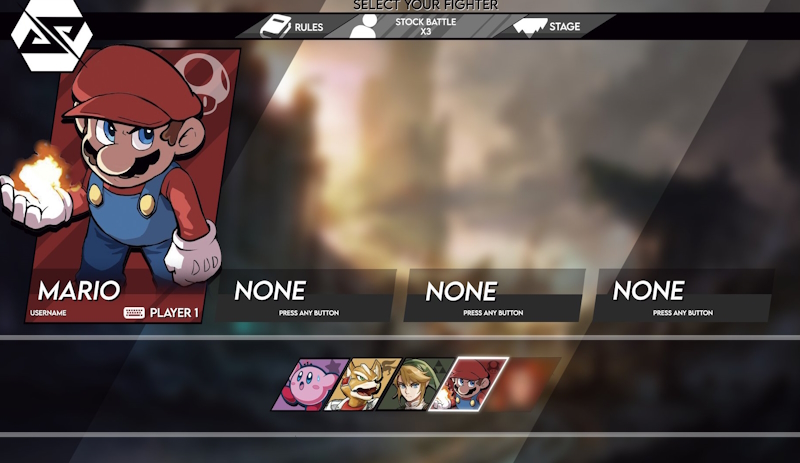 SELECT YOUR FIGHTER
RULES
STOCK BATTLE
X3
STAGE
MARIO
USERNAME
PLAYER 1
NONE
PRESS ANY BUTTON
NONE
PRESS ANY BUTTON
NONE
PRESS ANY BUTTON